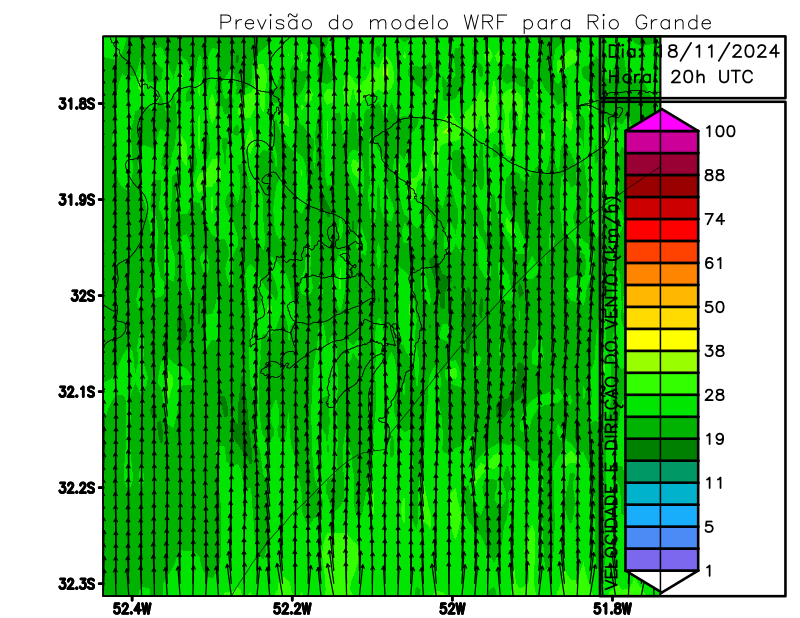 Previsão do modelo WRF para Rio Grande
Dia: 18/11/2024
Hora: 20h UTC
VELOCIDADE E DIREÇÃO DO VENTO (km/h)
100
88
74
61
50
38
28
19
11
5
1
31.8S
31.9S
32S
32.1S
32.2S
32.3S
52.4W
52.2W
52W
51.8W